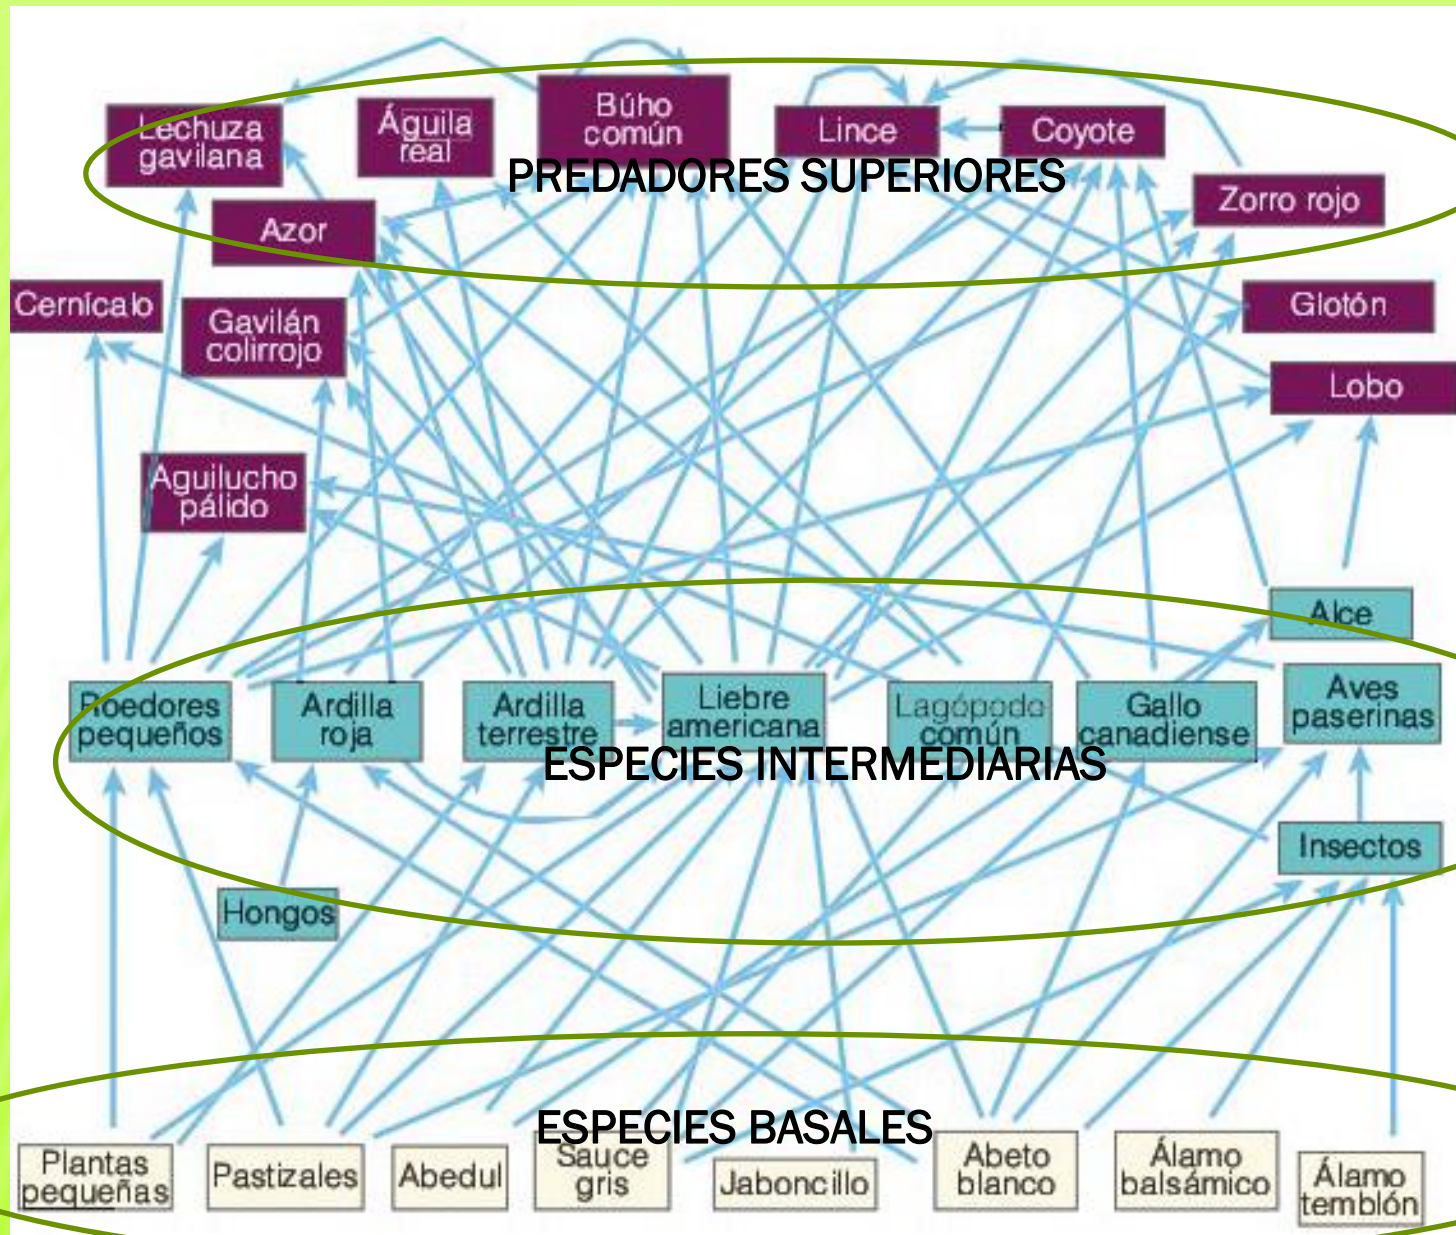 Lechuza
gavilana
Águila
real
Búho
común
Lince
Coyote
PREDADORES SUPERIORES
Zorro rojo
Azor
Cernícalo
Gavilán
colirrojo
Glotón
Lobo
Aguilucho
pálido
Alce
Roedores
pequeños
Ardilla
roja
Ardilla
terrestre
Liebre
americana
Lagópodo
común
Gallo
canadiense
Aves
paserinas
ESPECIES INTERMEDIARIAS
Insectos
Hongos
ESPECIES BASALES
Plantas
pequeñas
Pastizales
Abedul
Sauce
gris
Jaboncillo
Abeto
blanco
Álamo
balsámico
Álamo
temblón